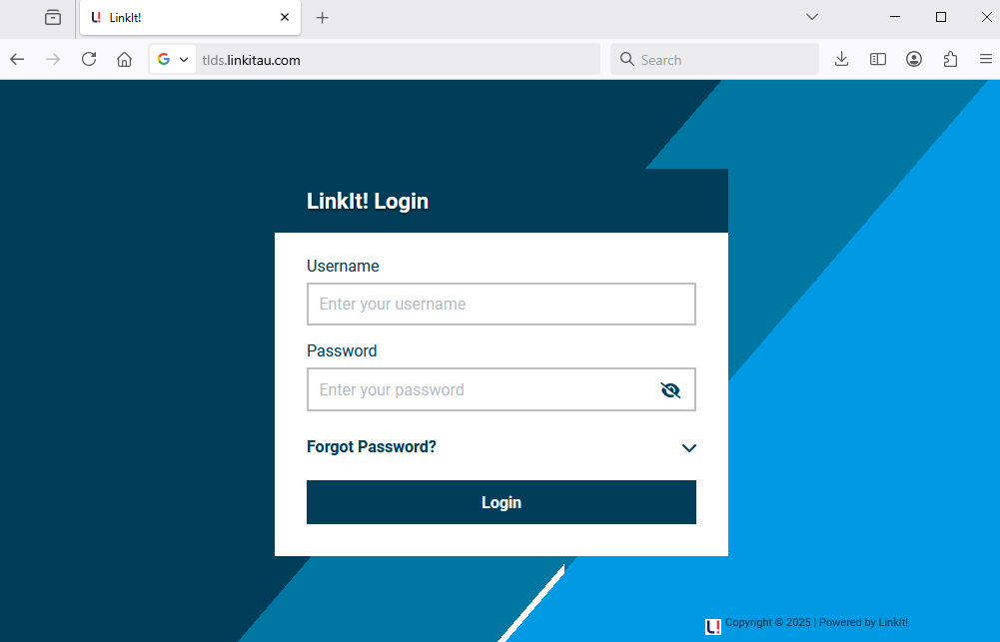 LinkIt!
tlds.linkitau.com
Search
LinkIt! Login
Username
Enter your username
Password
Enter your password
Forgot Password?
Login
Copyright © 2025 | Powered by LinkIt!